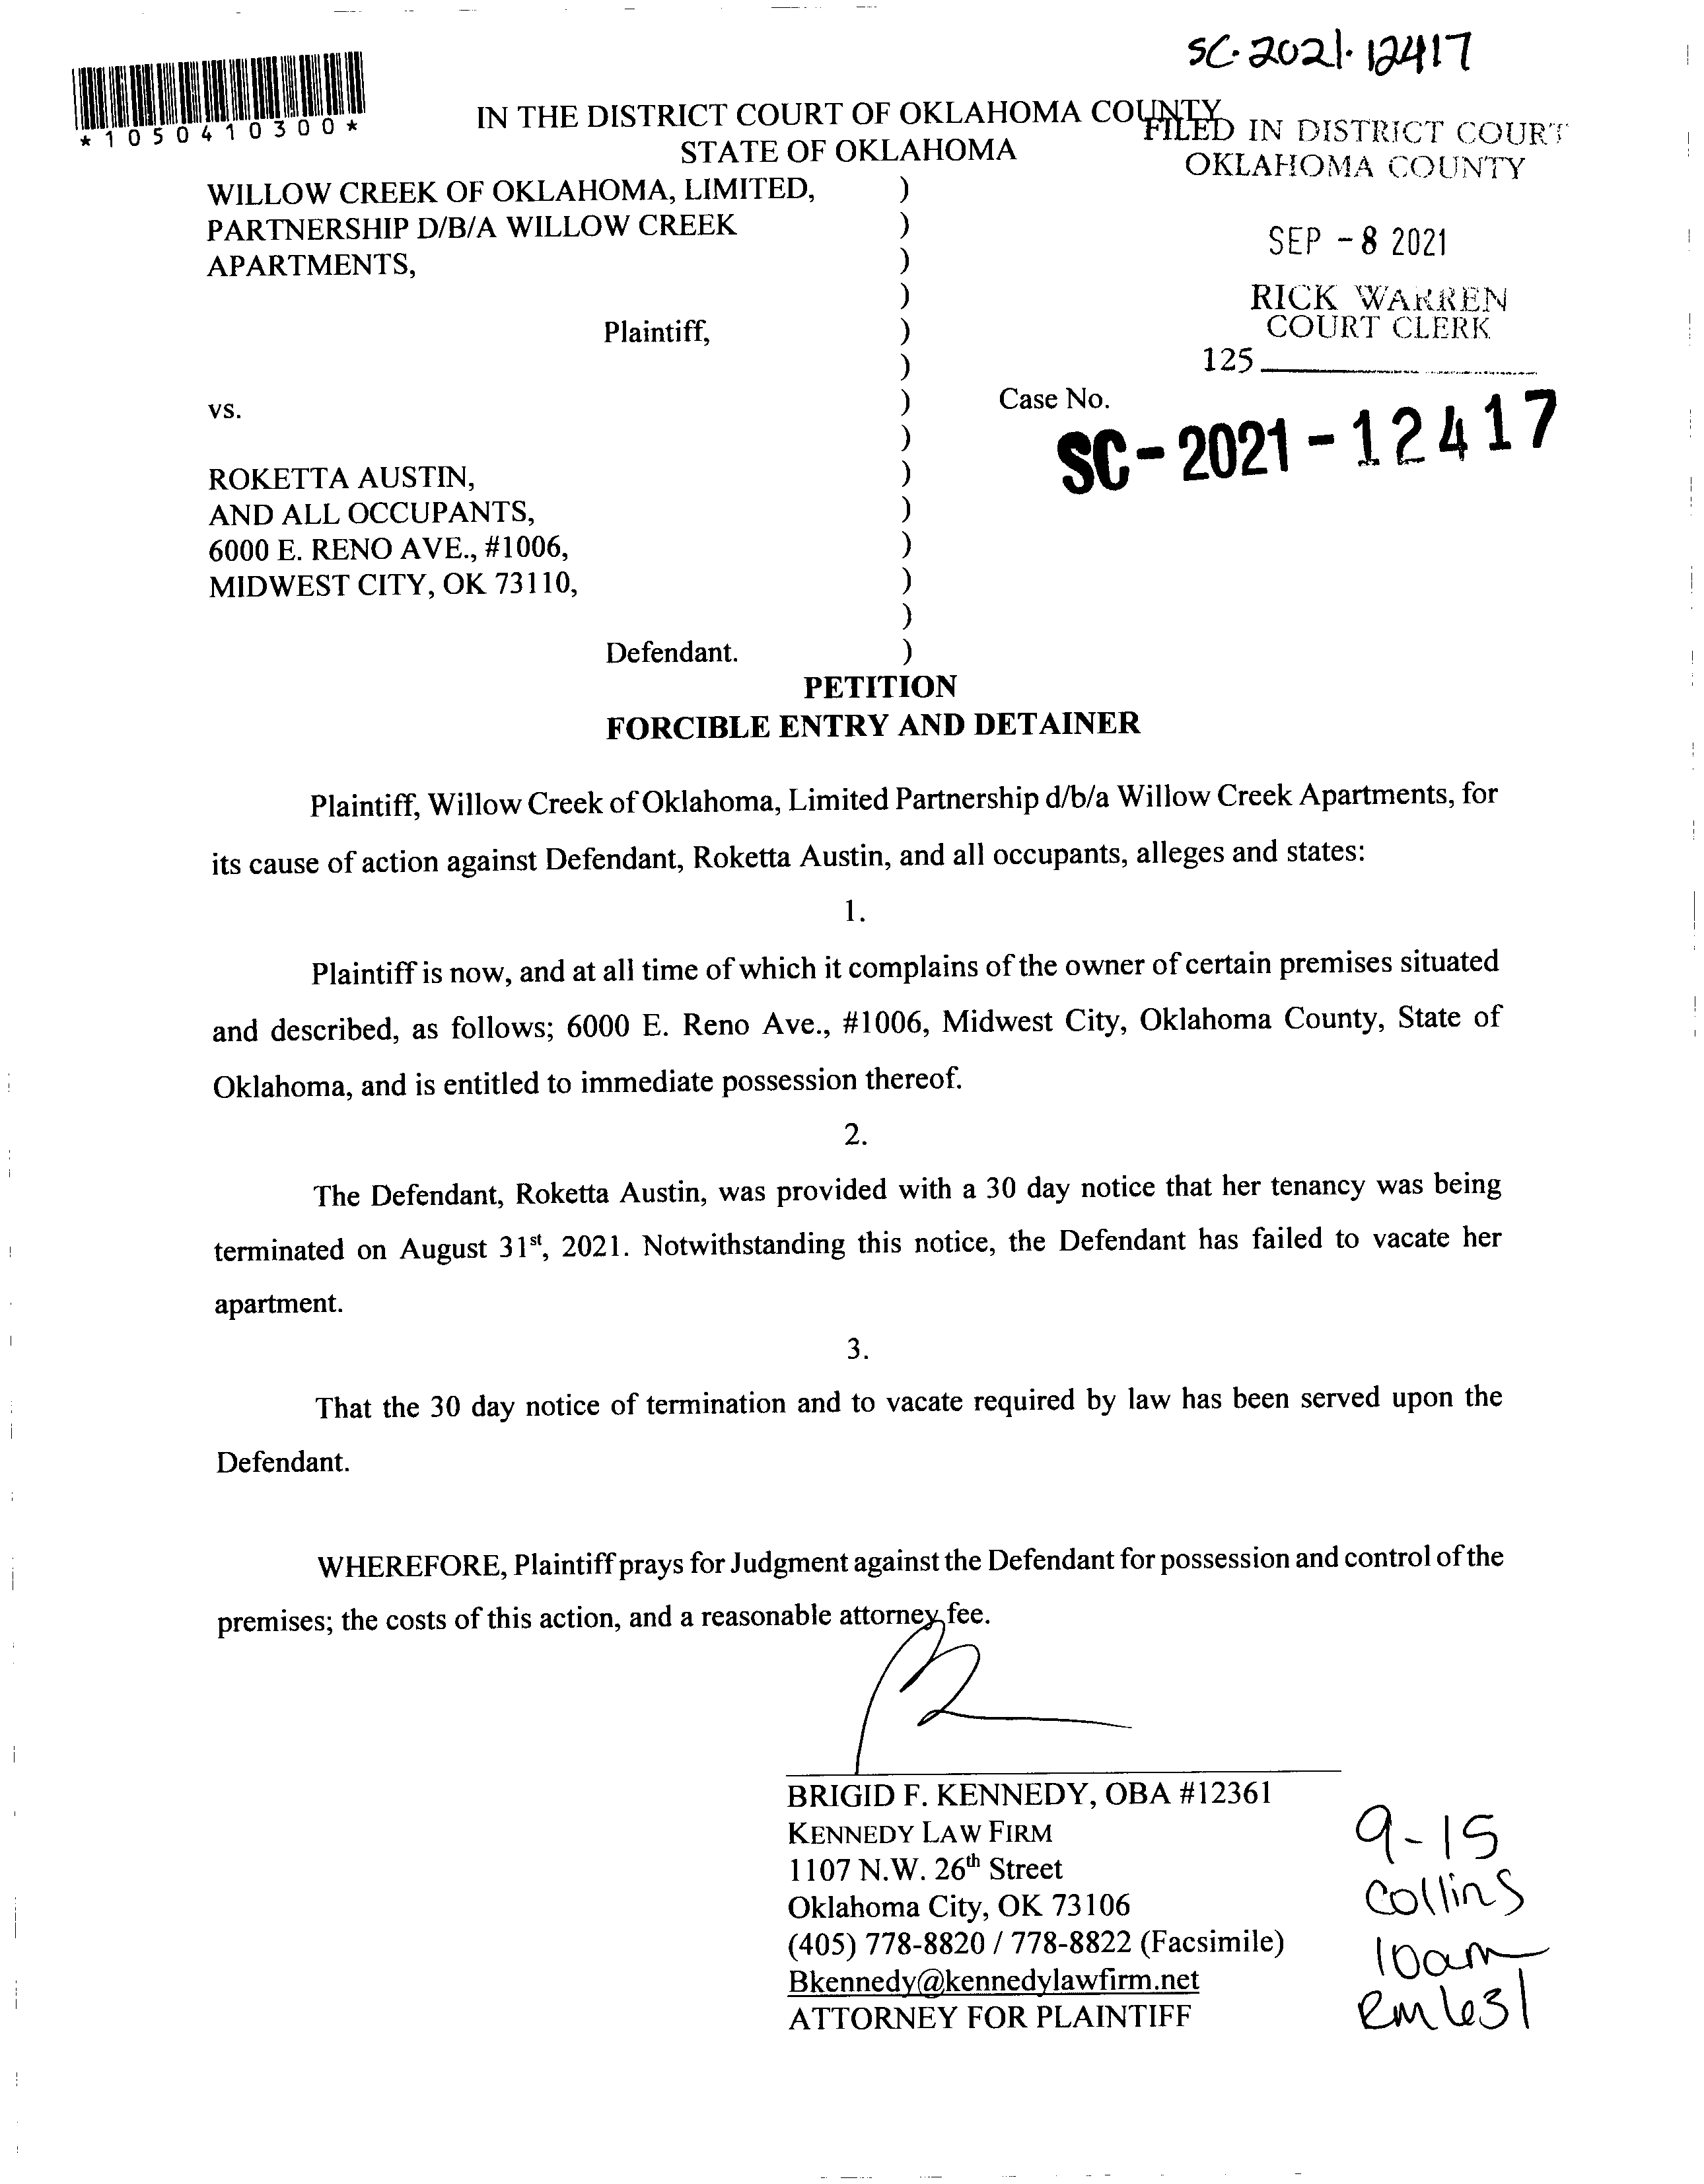 SC-2021-12417
*1050410300*
IN THE DISTRICT COURT OF OKLAHOMA COUNTY
STATE OF OKLAHOMA
FILED IN DISTRICT COURT
OKLAHOMA COUNTY
SEP -8 2021
RICK WARREN
COURT CLERK
125
WILLOW CREEK OF OKLAHOMA, LIMITED, )
PARTNERSHIP D/B/A WILLOW CREEK )
APARTMENTS, )
)
Plaintiff, )
)
vs. )
)
ROKETTA AUSTIN, )
AND ALL OCCUPANTS, )
6000 E. RENO AVE., #1006, )
MIDWEST CITY, OK 73110, )
)
Defendant. )
Case No.
SC-2021-12417
PETITION
FORCIBLE ENTRY AND DETAINER
Plaintiff, Willow Creek of Oklahoma, Limited Partnership d/b/a Willow Creek Apartments, for
its cause of action against Defendant, Roketta Austin, and all occupants, alleges and states:
1.
Plaintiff is now, and at all time of which it complains of the owner of certain premises situated
and described, as follows; 6000 E. Reno Ave., #1006, Midwest City, Oklahoma County, State of
Oklahoma, and is entitled to immediate possession thereof.
2.
The Defendant, Roketta Austin, was provided with a 30 day notice that her tenancy was being
terminated on August 31st, 2021. Notwithstanding this notice, the Defendant has failed to vacate her
apartment.
3.
That the 30 day notice of termination and to vacate required by law has been served upon the
Defendant.
WHEREFORE, Plaintiff prays for Judgment against the Defendant for possession and control of the
premises; the costs of this action, and a reasonable attorney fee.
BRIGID F. KENNEDY, OBA #12361
KENNEDY LAW FIRM
1107 N.W. 26th Street
Oklahoma City, OK 73106
(405) 778-8820 / 778-8822 (Facsimile)
Bkennedy@kennedylawfirm.net
ATTORNEY FOR PLAINTIFF
9-15
Collins
10am
Rm 631